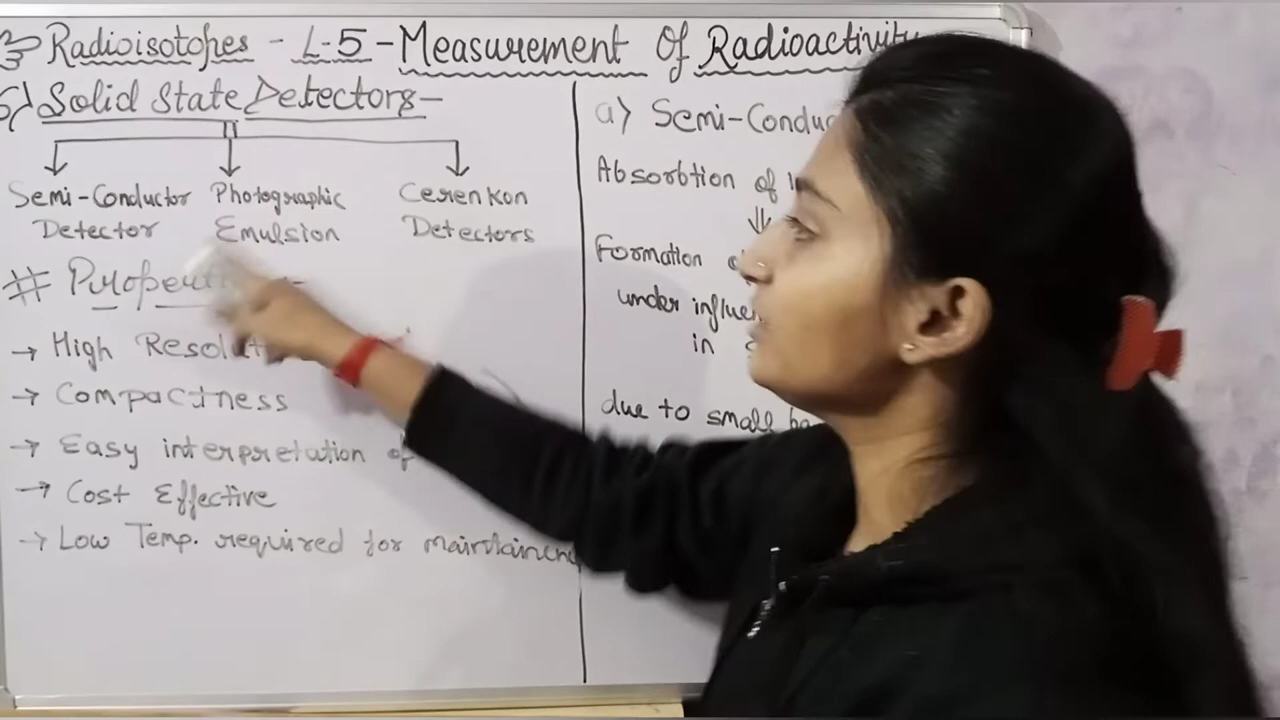 Radioisotopes - L-5 - Measurement Of Radioactivity
Solid State Detectors -
Semi-Conductor
Detector
Photographic
Emulsion
Cerenkon
Detectors
#
→ High
→ Compactness
→ Easy interpretation of
→ Cost Effective
→ Low Temp. required for
a) Semi-
Absorbtion of
Formation
under
in
due to small